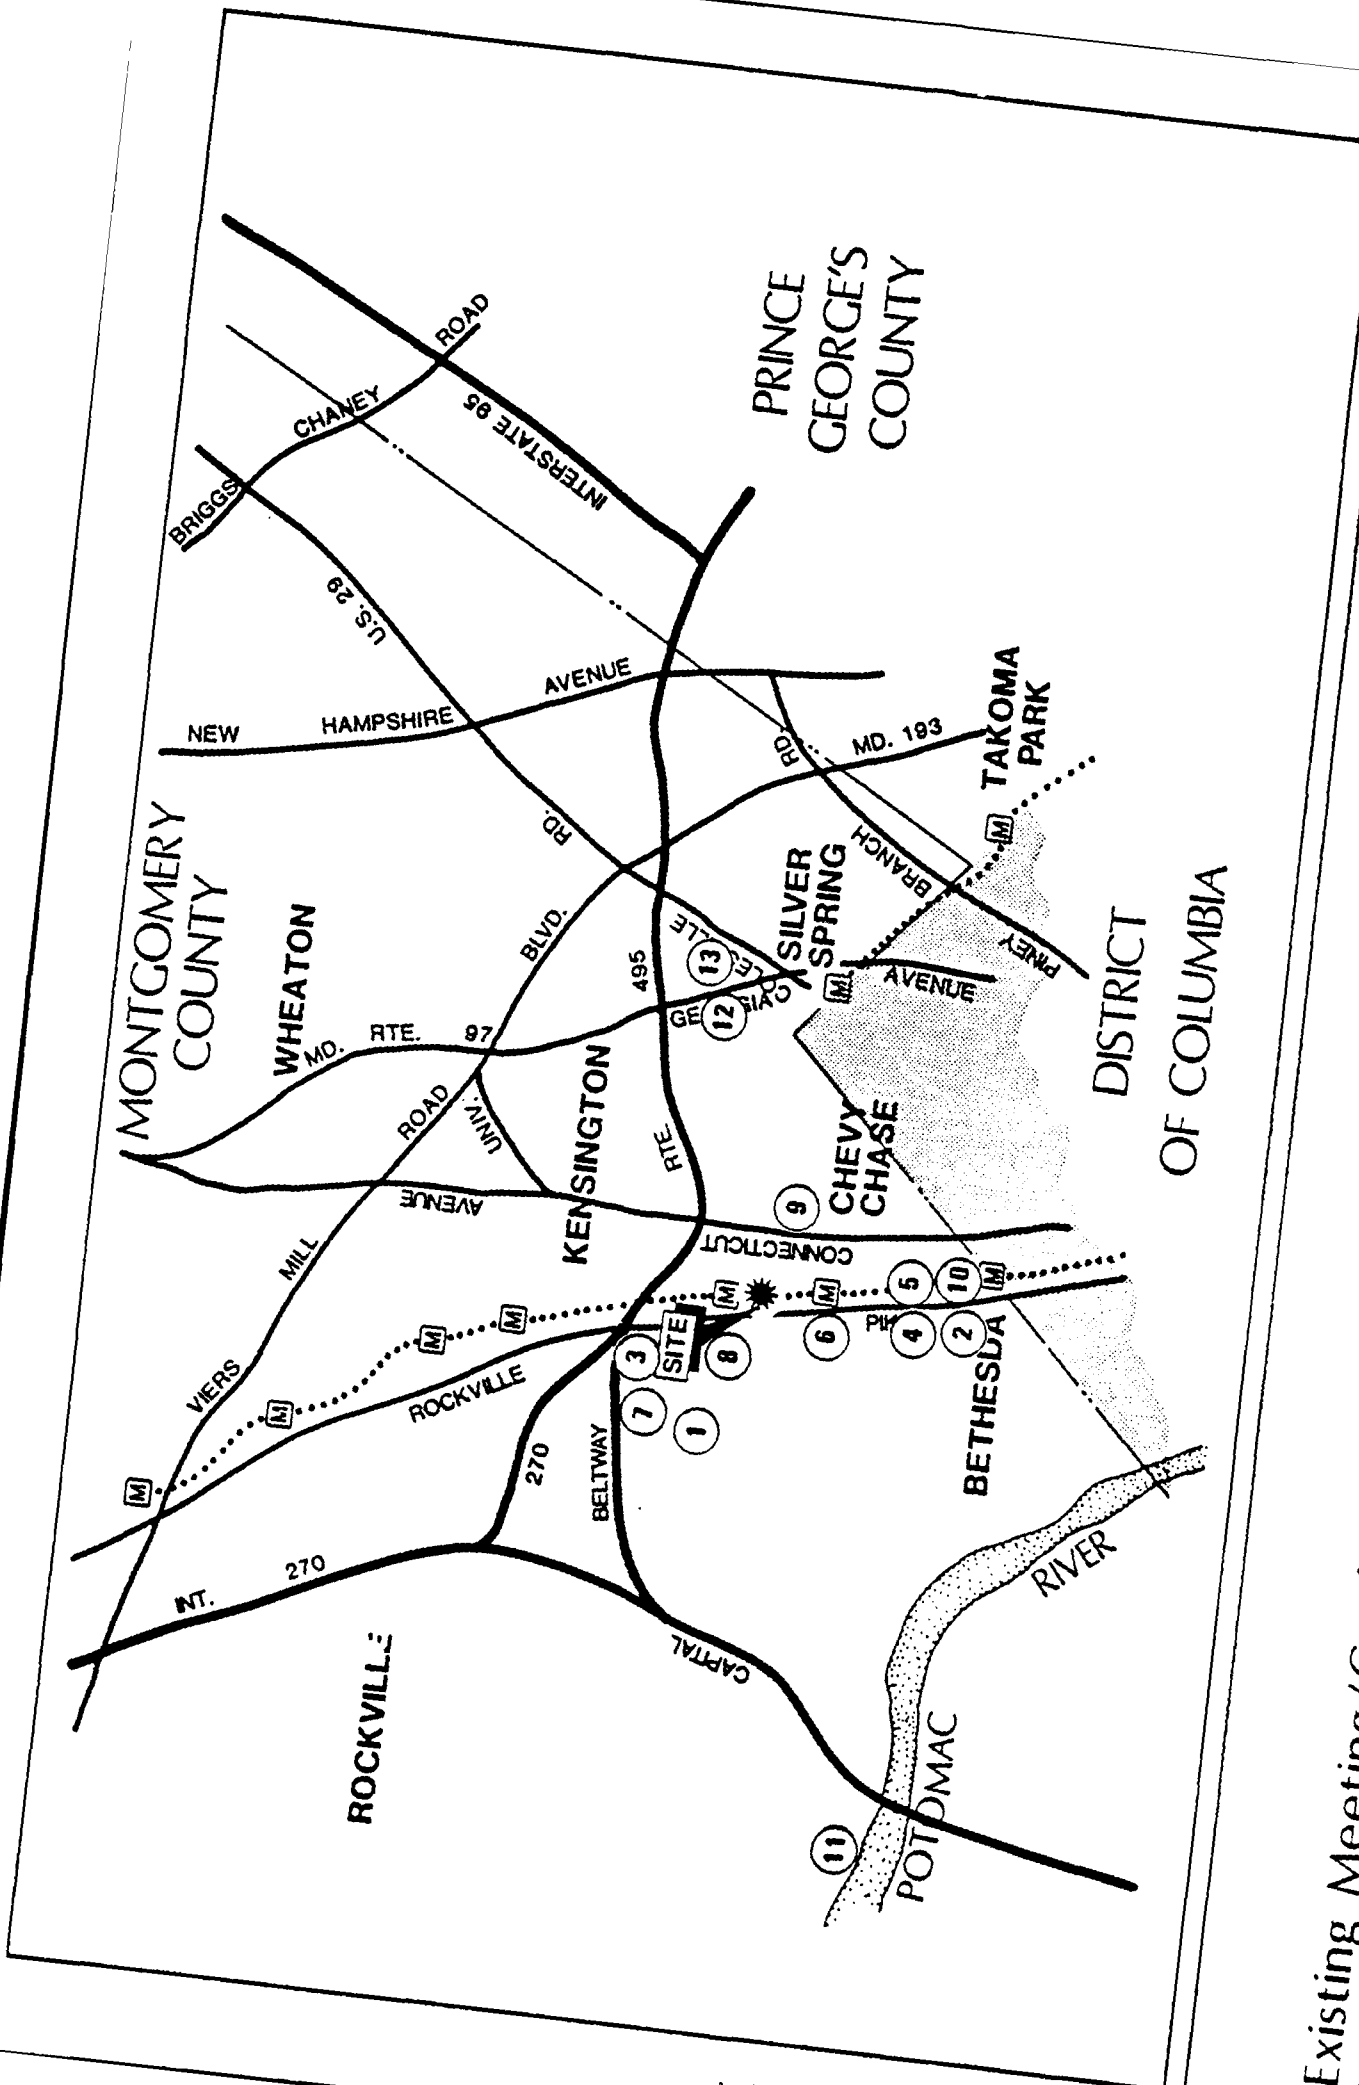 MONTGOMERY
COUNTY
PRINCE
GEORGE'S
COUNTY
DISTRICT
OF COLUMBIA
ROCKVILLE
WHEATON
KENSINGTON
SILVER
SPRING
TAKOMA
PARK
CHEVY
CHASE
BETHESDA
POTOMAC
RIVER
INT. 270
270
CAPITAL
BELTWAY
RTE. 495
VIERS MILL ROAD
ROCKVILLE
CONNECTICUT
AVENUE
UNIV. BLVD.
MD. RTE. 97
AVENUE
NEW HAMPSHIRE AVENUE
U.S. 29
RD.
BRIGGS CHANEY ROAD
INTERSTATE 95
MD. 193
PINEY BRANCH RD.
SITE
M
M
M
M
M
M
M
M
M
1
2
3
4
5
6
7
8
9
10
11
12
13
Existing Meeting